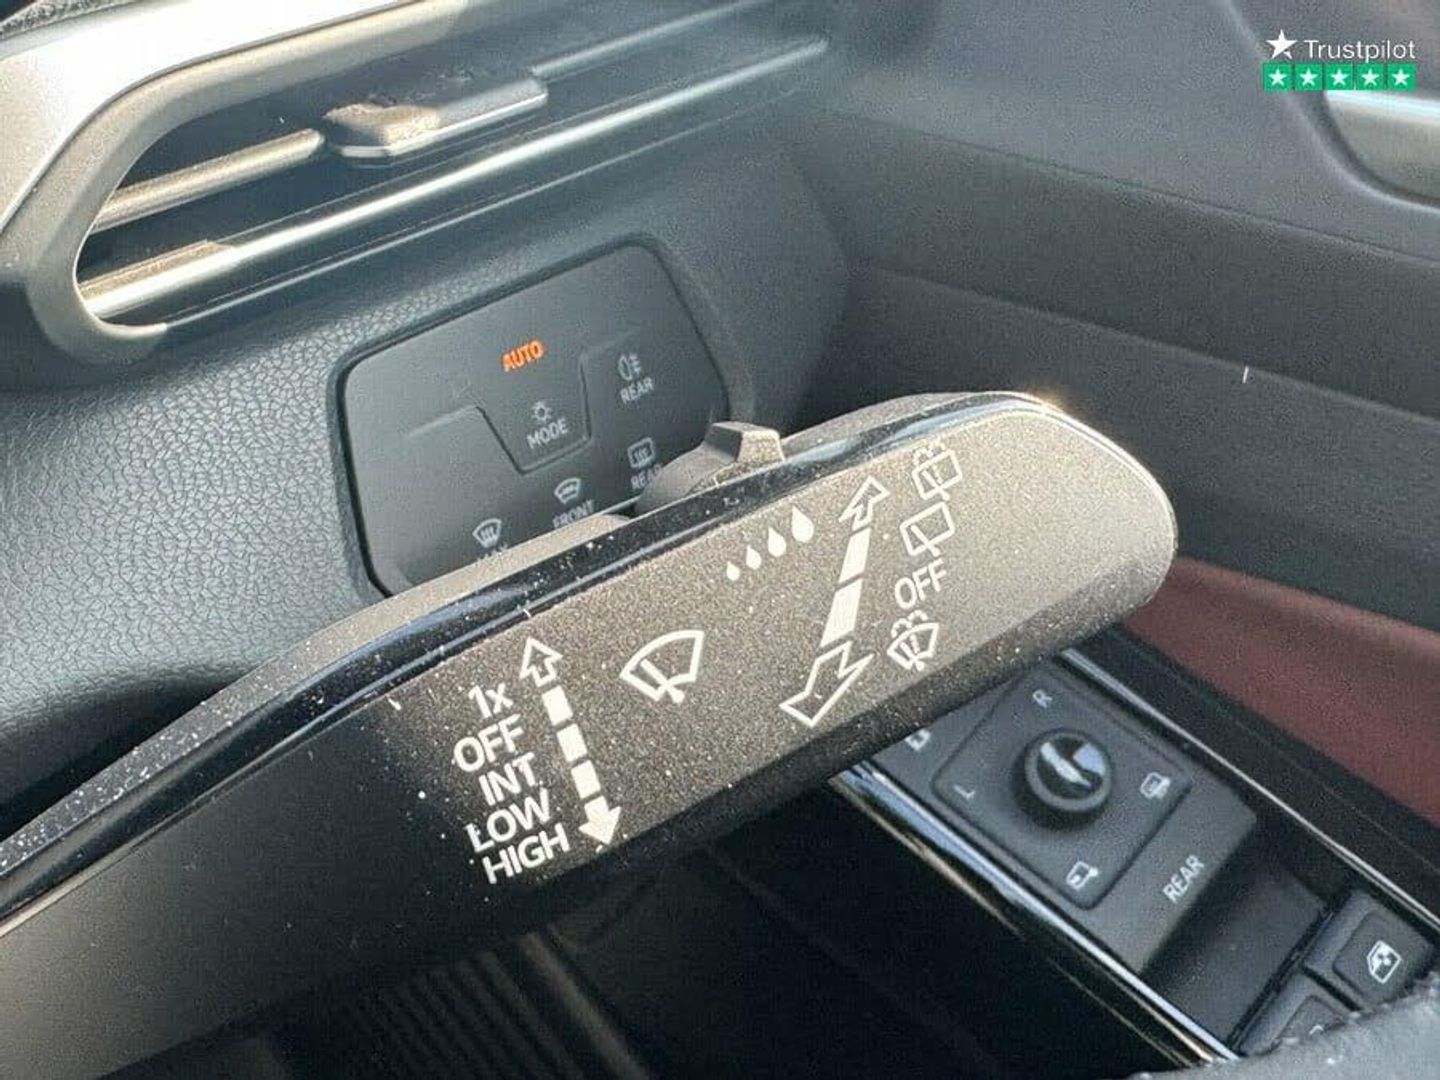 Trustpilot
AUTO
MODE
REAR
REAR
FRONT
1x
OFF
INT
LOW
HIGH
OFF
L
R
REAR